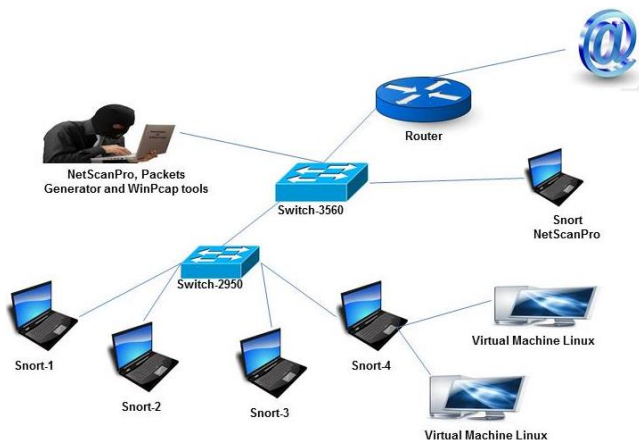 Router
NetScanPro, Packets
Generator and WinPcap tools
Switch-3560
Snort
NetScanPro
Switch-2950
Snort-1
Snort-2
Snort-3
Snort-4
Virtual Machine Linux
Virtual Machine Linux
@